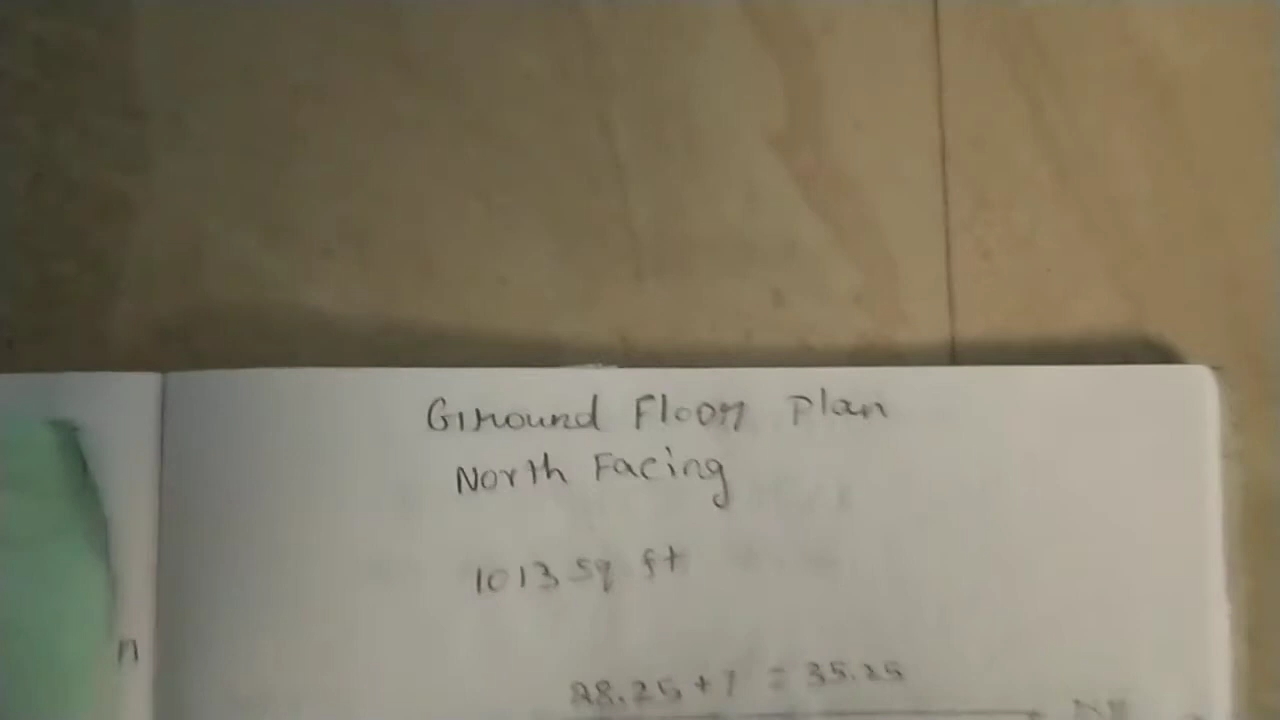 Ground Floor Plan
North Facing
1013 sq ft
28.25 + 7 = 35.25
n